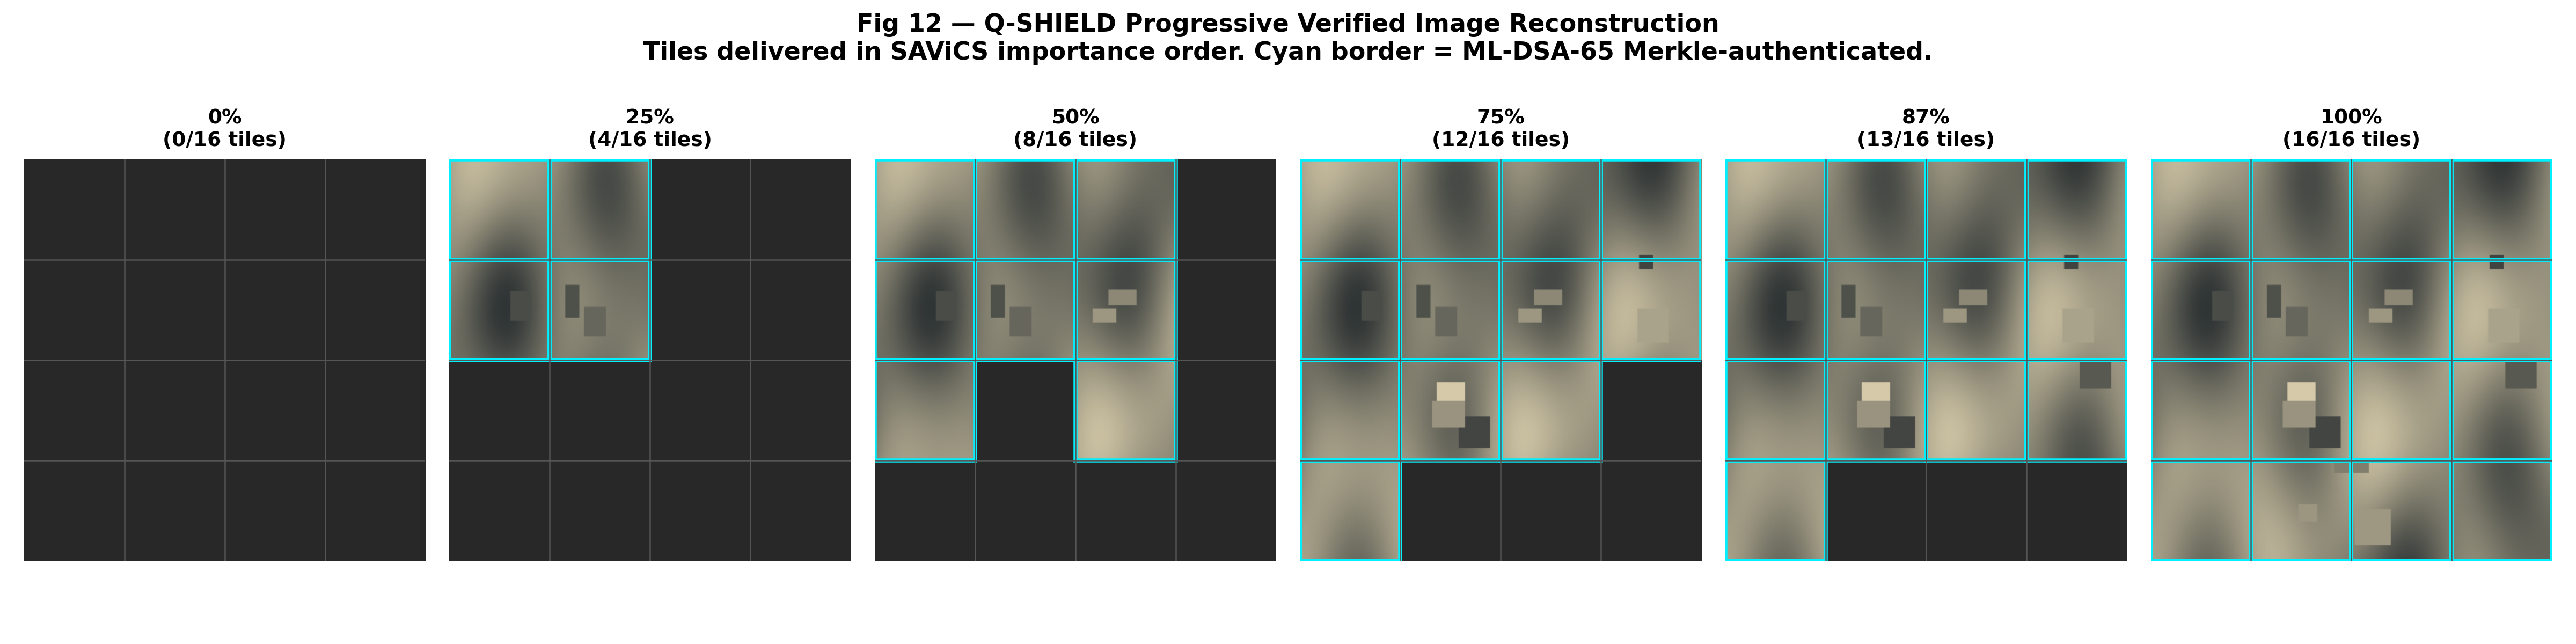 Fig 12 — Q-SHIELD Progressive Verified Image Reconstruction
Tiles delivered in SAViCS importance order. Cyan border = ML-DSA-65 Merkle-authenticated.
0%
(0/16 tiles)
25%
(4/16 tiles)
50%
(8/16 tiles)
75%
(12/16 tiles)
87%
(13/16 tiles)
100%
(16/16 tiles)